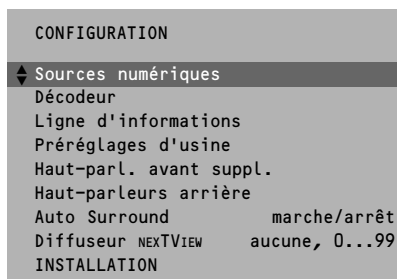 CONFIGURATION
Sources numériques
Décodeur
Ligne d'informations
Préréglages d'usine
Haut-parl. avant suppl.
Haut-parleurs arrière
Auto Surround marche/arrêt
Diffuseur NEXTVIEW aucune, 0...99
INSTALLATION